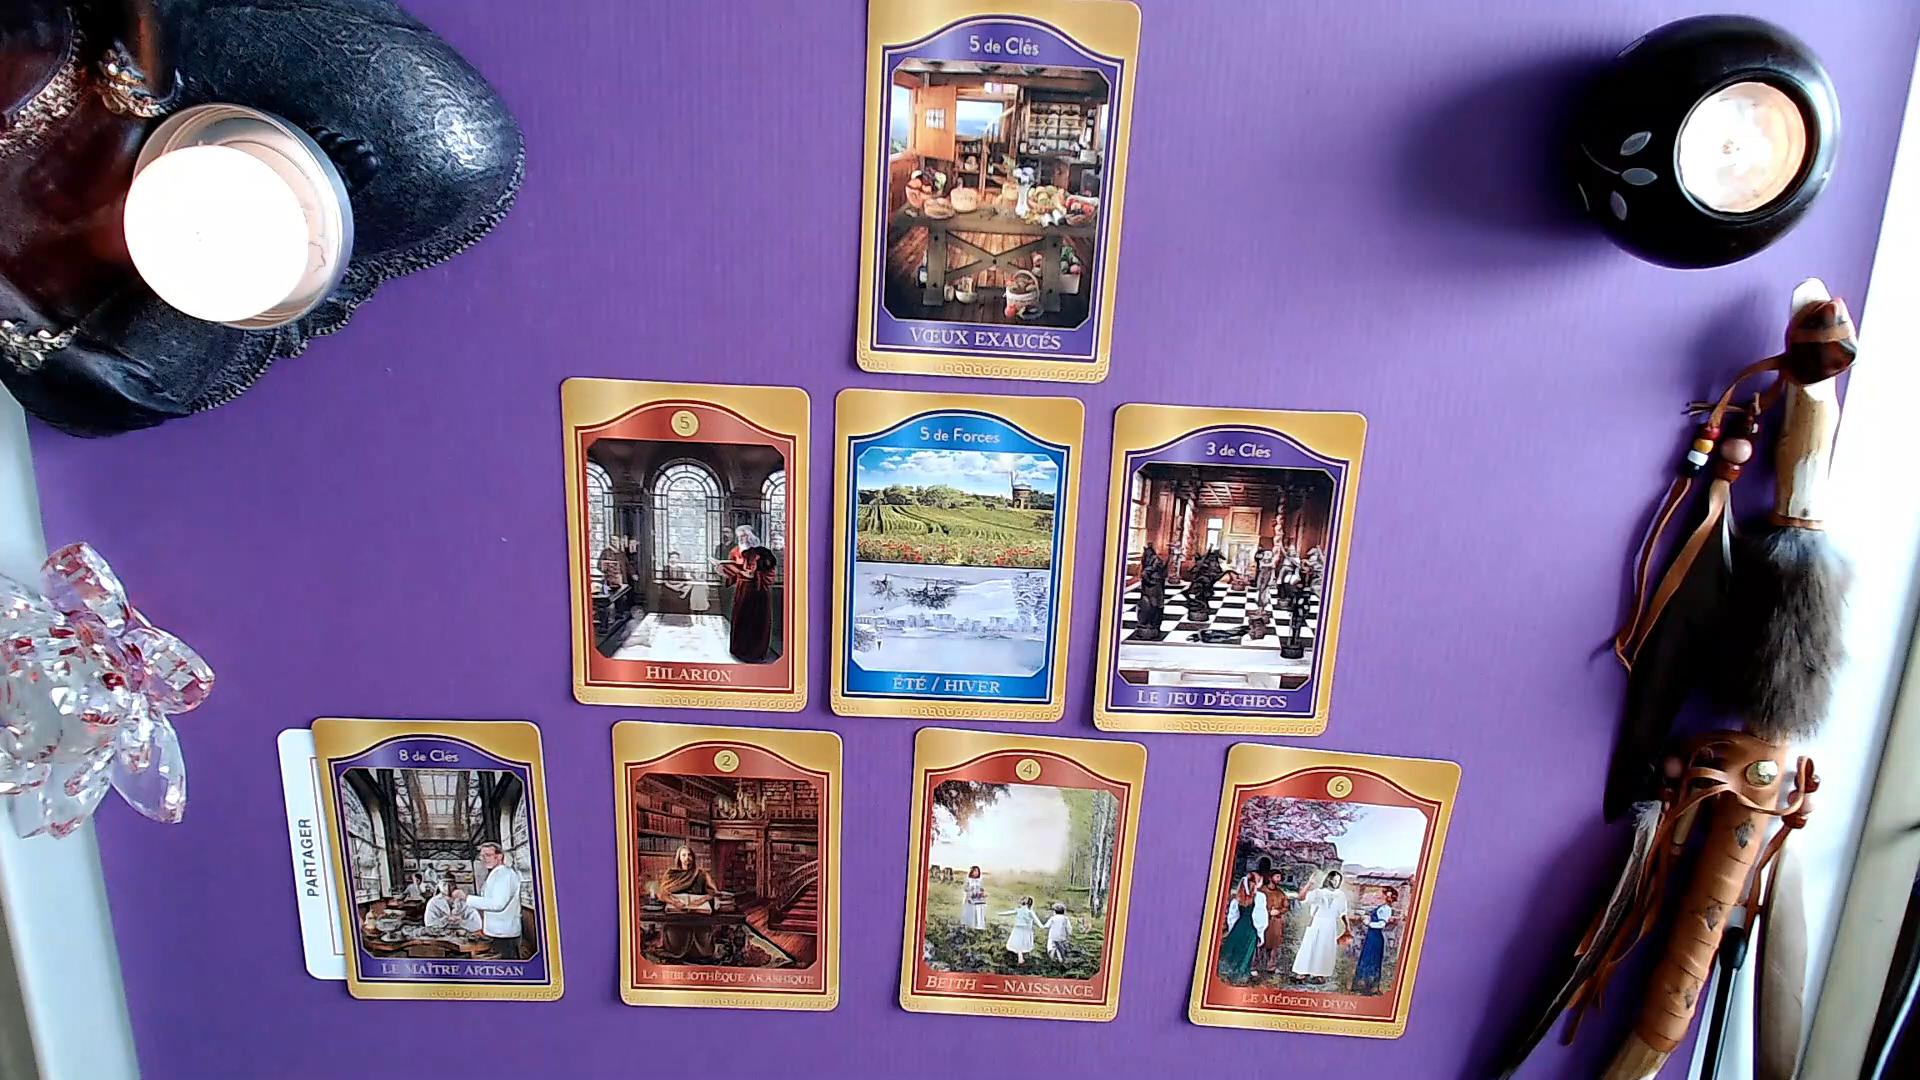 5 de Clés
VŒUX EXAUCÉS
5
HILARION
5 de Forces
ÉTÉ / HIVER
3 de Clés
LE JEU D'ÉCHECS
PARTAGER
8 de Clés
LE MAÎTRE ARTISAN
2
LA BIBLIOTHÈQUE AKASHIQUE
4
BEITH — NAISSANCE
6
LE MÉDECIN DIVIN